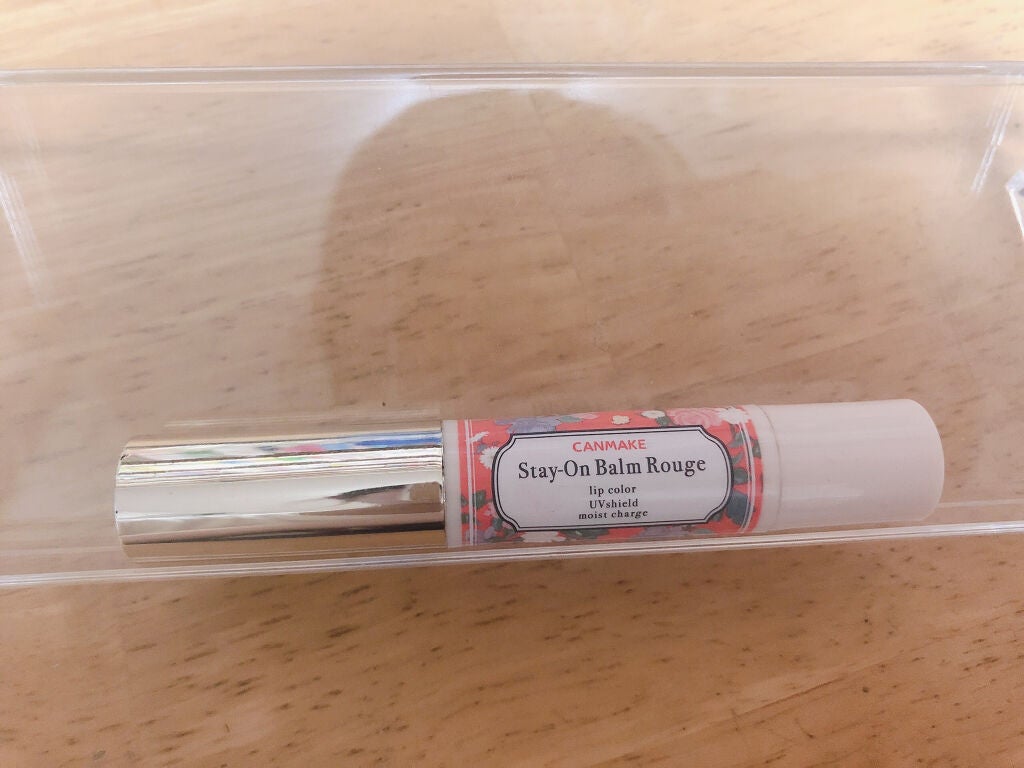 CANMAKE
Stay-On Balm Rouge
lip color
UVshield
moist charge